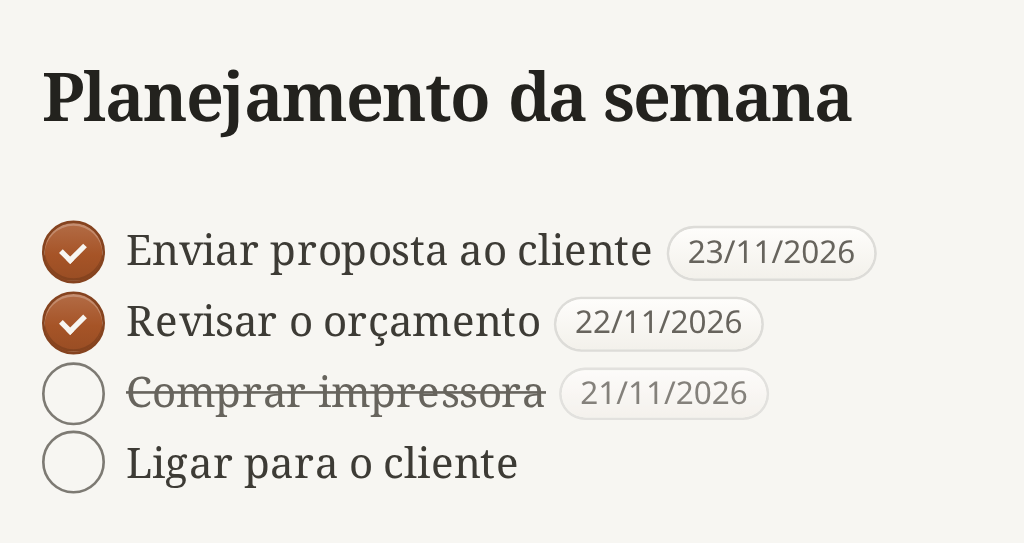 Planejamento da semana
Enviar proposta ao cliente 23/11/2026
Revisar o orçamento 22/11/2026
Comprar impressora 21/11/2026
Ligar para o cliente